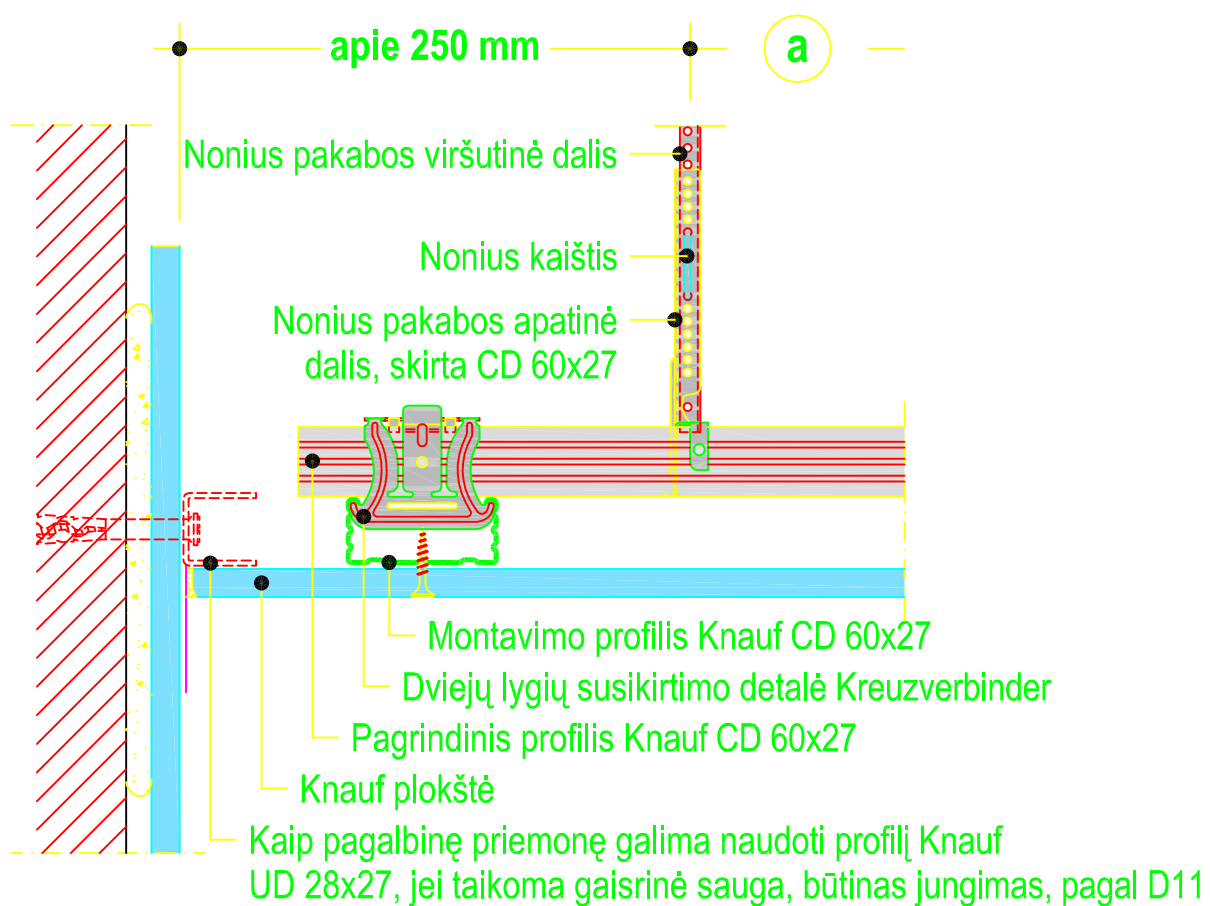 apie 250 mm
a
Nonius pakabos viršutinė dalis
Nonius kaištis
Nonius pakabos apatinė
dalis, skirta CD 60x27
Montavimo profilis Knauf CD 60x27
Dviejų lygių susikirtimo detalė Kreuzverbinder
Pagrindinis profilis Knauf CD 60x27
Knauf plokštė
Kaip pagalbinę priemonę galima naudoti profilį Knauf
UD 28x27, jei taikoma gaisrinė sauga, būtinas jungimas, pagal D11